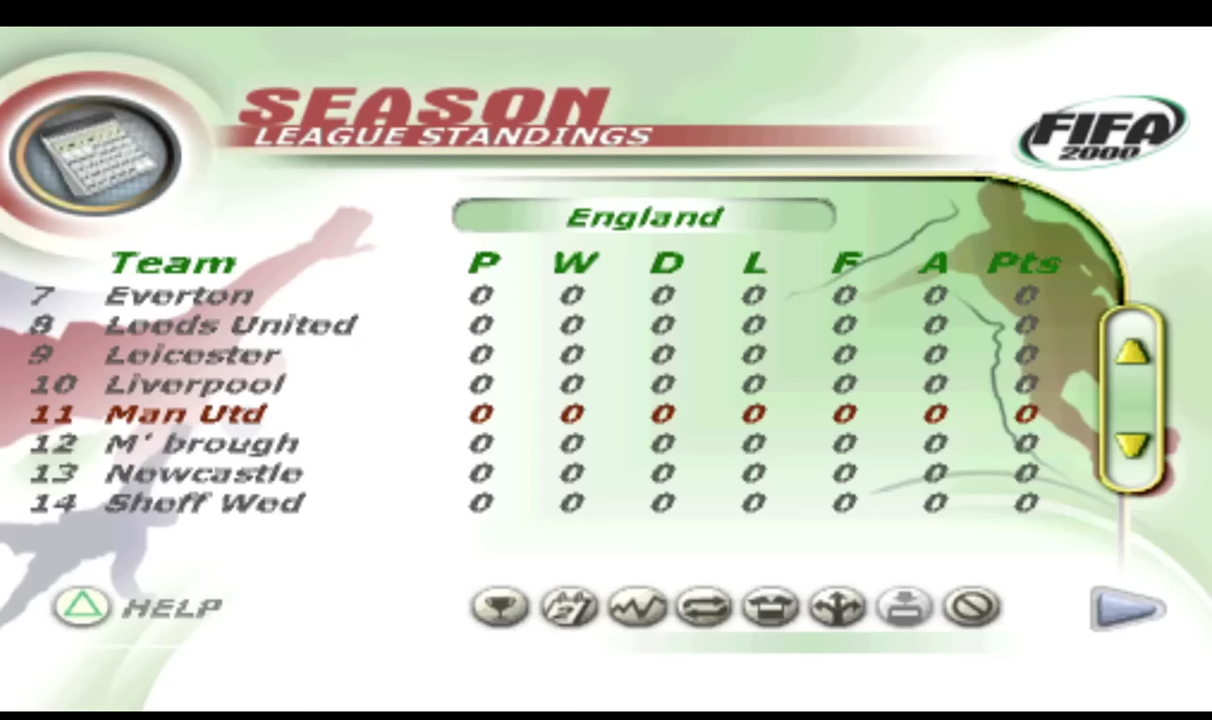 SEASON
LEAGUE STANDINGS
FIFA
2000
England
Team P W D L F A Pts
7 Everton 0 0 0 0 0 0 0
8 Leeds United 0 0 0 0 0 0 0
9 Leicester 0 0 0 0 0 0 0
10 Liverpool 0 0 0 0 0 0 0
11 Man Utd 0 0 0 0 0 0 0
12 M' brough 0 0 0 0 0 0 0
13 Newcastle 0 0 0 0 0 0 0
14 Sheff Wed 0 0 0 0 0 0 0
HELP